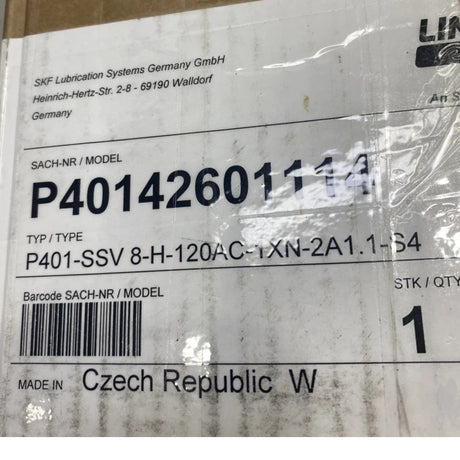 SKF Lubrication Systems Germany GmbH
Heinrich-Hertz-Str. 2-8 - 69190 Walldorf
Germany
An S
SACH-NR / MODEL
P40142601114
TYP / TYPE
P401-SSV 8-H-120AC-1XN-2A1.1-S4
Barcode SACH-NR / MODEL
STK / QTY
1
MADE IN Czech Republic W